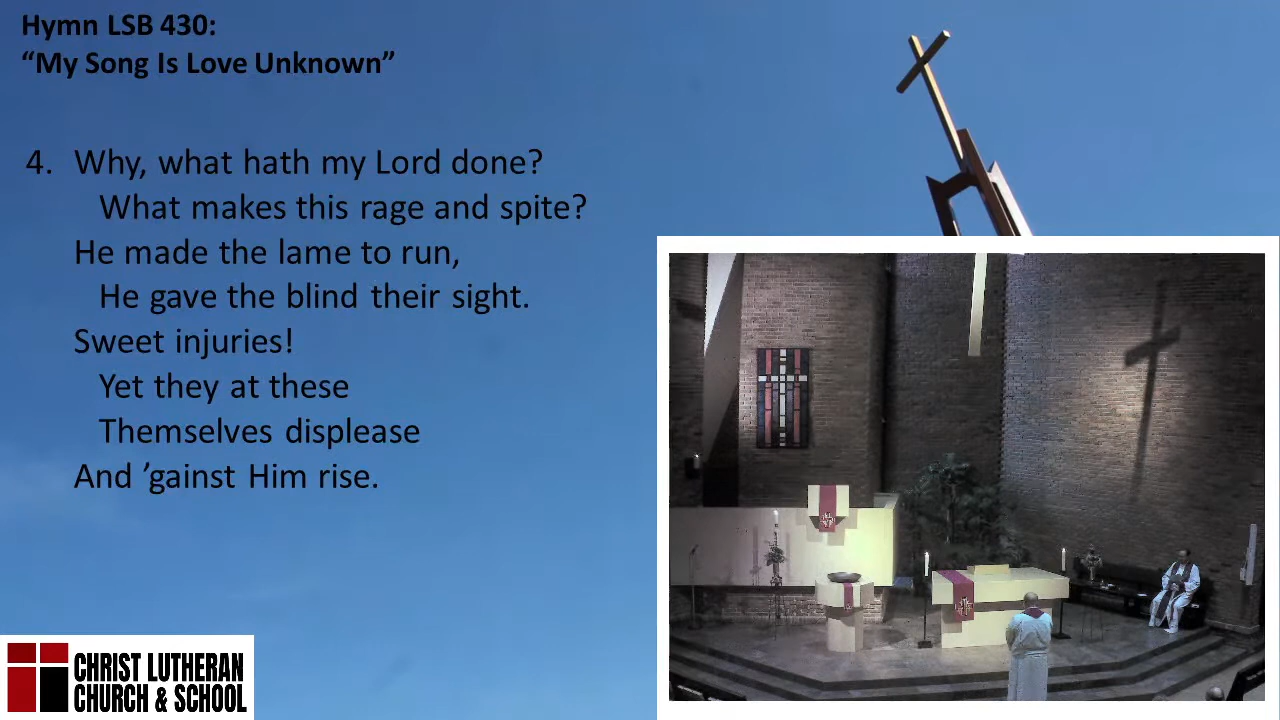 Hymn LSB 430:
“My Song Is Love Unknown”
4. Why, what hath my Lord done?
What makes this rage and spite?
He made the lame to run,
He gave the blind their sight.
Sweet injuries!
Yet they at these
Themselves displease
And ’gainst Him rise.
CHRIST LUTHERAN
CHURCH & SCHOOL